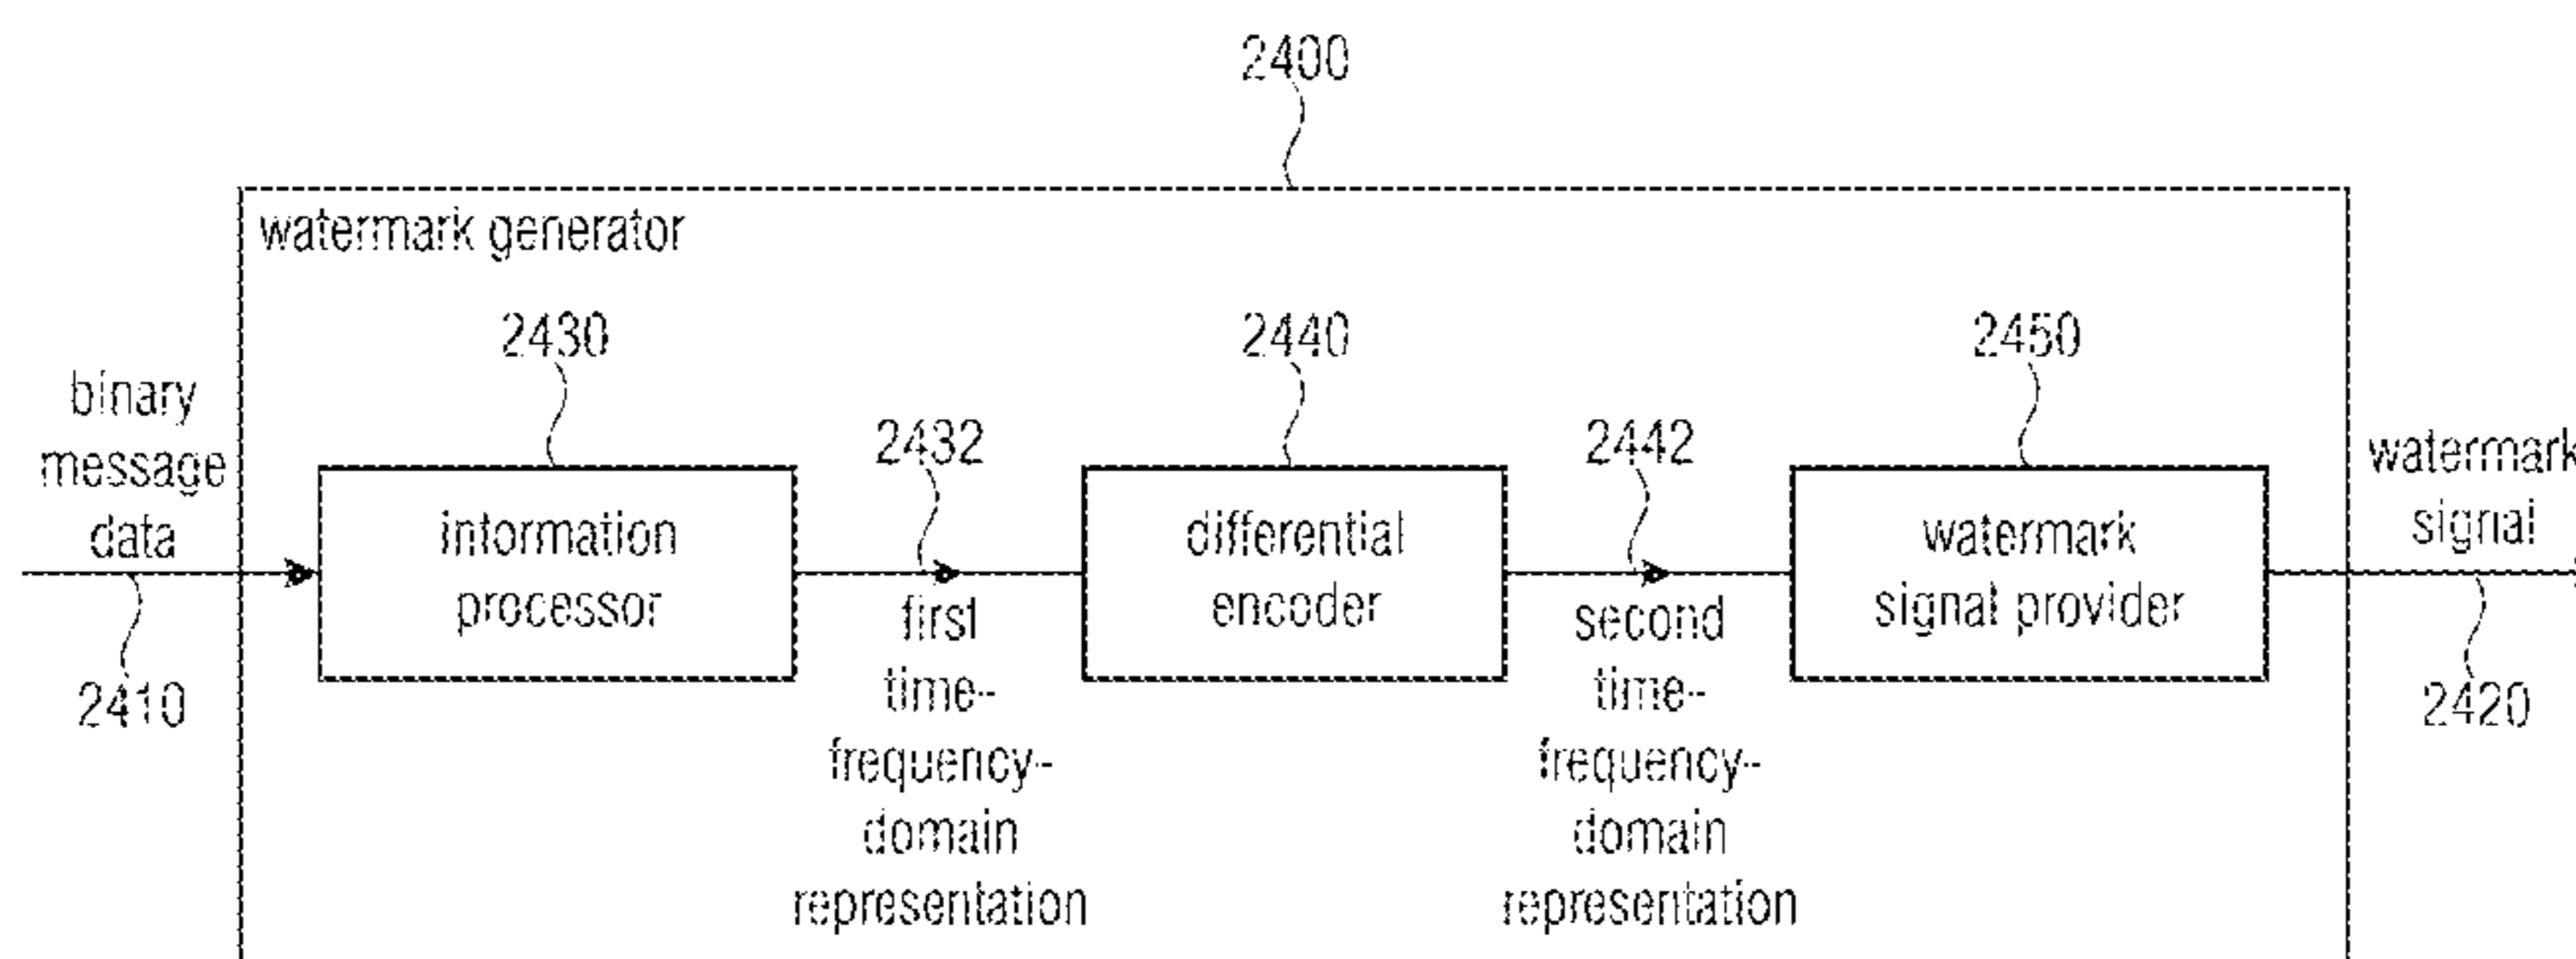 2400
watermark generator
2430
2440
2450
binary
message
data
2432
2442
watermark
signal
information
processor
differential
encoder
watermark
signal provider
first
time-
frequency-
domain
representation
second
time-
frequency-
domain
representation
2410
2420